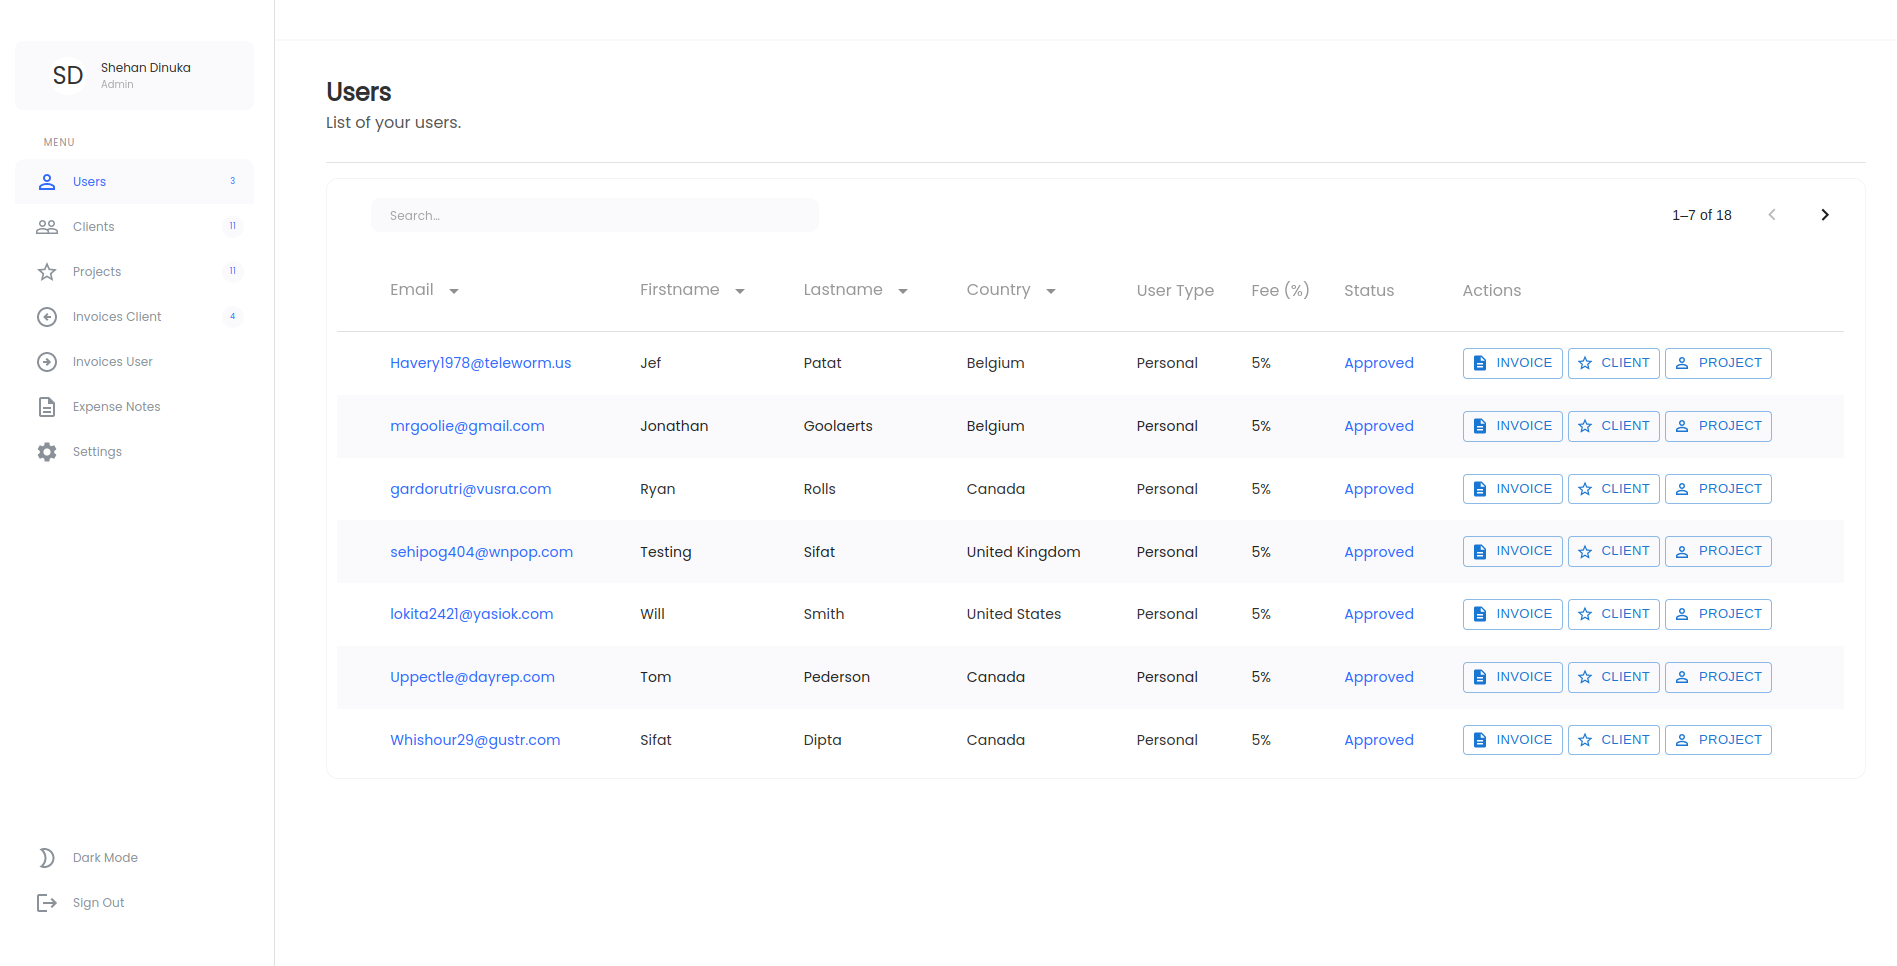 SD
Shehan Dinuka
Admin
MENU
Users 3
Clients 11
Projects 11
Invoices Client 4
Invoices User
Expense Notes
Settings
Dark Mode
Sign Out
Users
List of your users.
Search...
1–7 of 18
Email Firstname Lastname Country User Type Fee (%) Status Actions
Havery1978@teleworm.us Jef Patat Belgium Personal 5% Approved INVOICE CLIENT PROJECT
mrgoolie@gmail.com Jonathan Goolaerts Belgium Personal 5% Approved INVOICE CLIENT PROJECT
gardorutri@vusra.com Ryan Rolls Canada Personal 5% Approved INVOICE CLIENT PROJECT
sehipog404@wnpop.com Testing Sifat United Kingdom Personal 5% Approved INVOICE CLIENT PROJECT
lokita2421@yasiok.com Will Smith United States Personal 5% Approved INVOICE CLIENT PROJECT
Uppectle@dayrep.com Tom Pederson Canada Personal 5% Approved INVOICE CLIENT PROJECT
Whishour29@gustr.com Sifat Dipta Canada Personal 5% Approved INVOICE CLIENT PROJECT